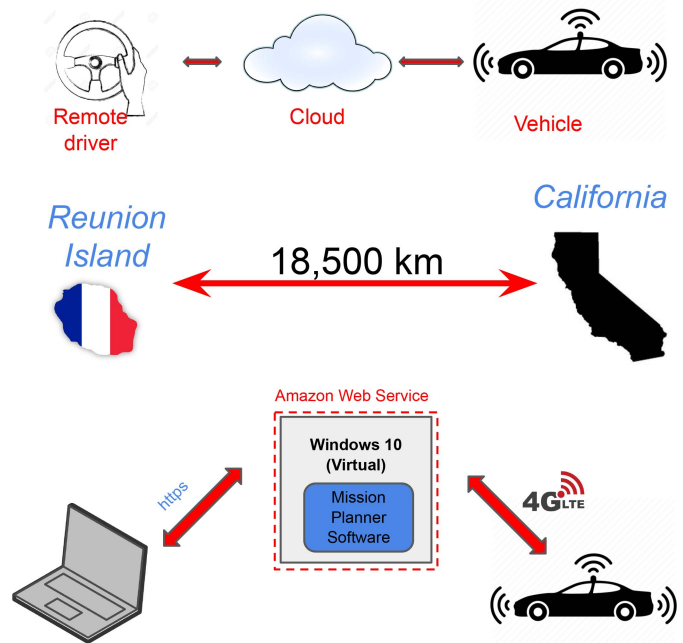 Remote
driver
Cloud
Vehicle
Reunion
Island
California
18,500 km
Amazon Web Service
Windows 10
(Virtual)
Mission
Planner
Software
https
4G LTE